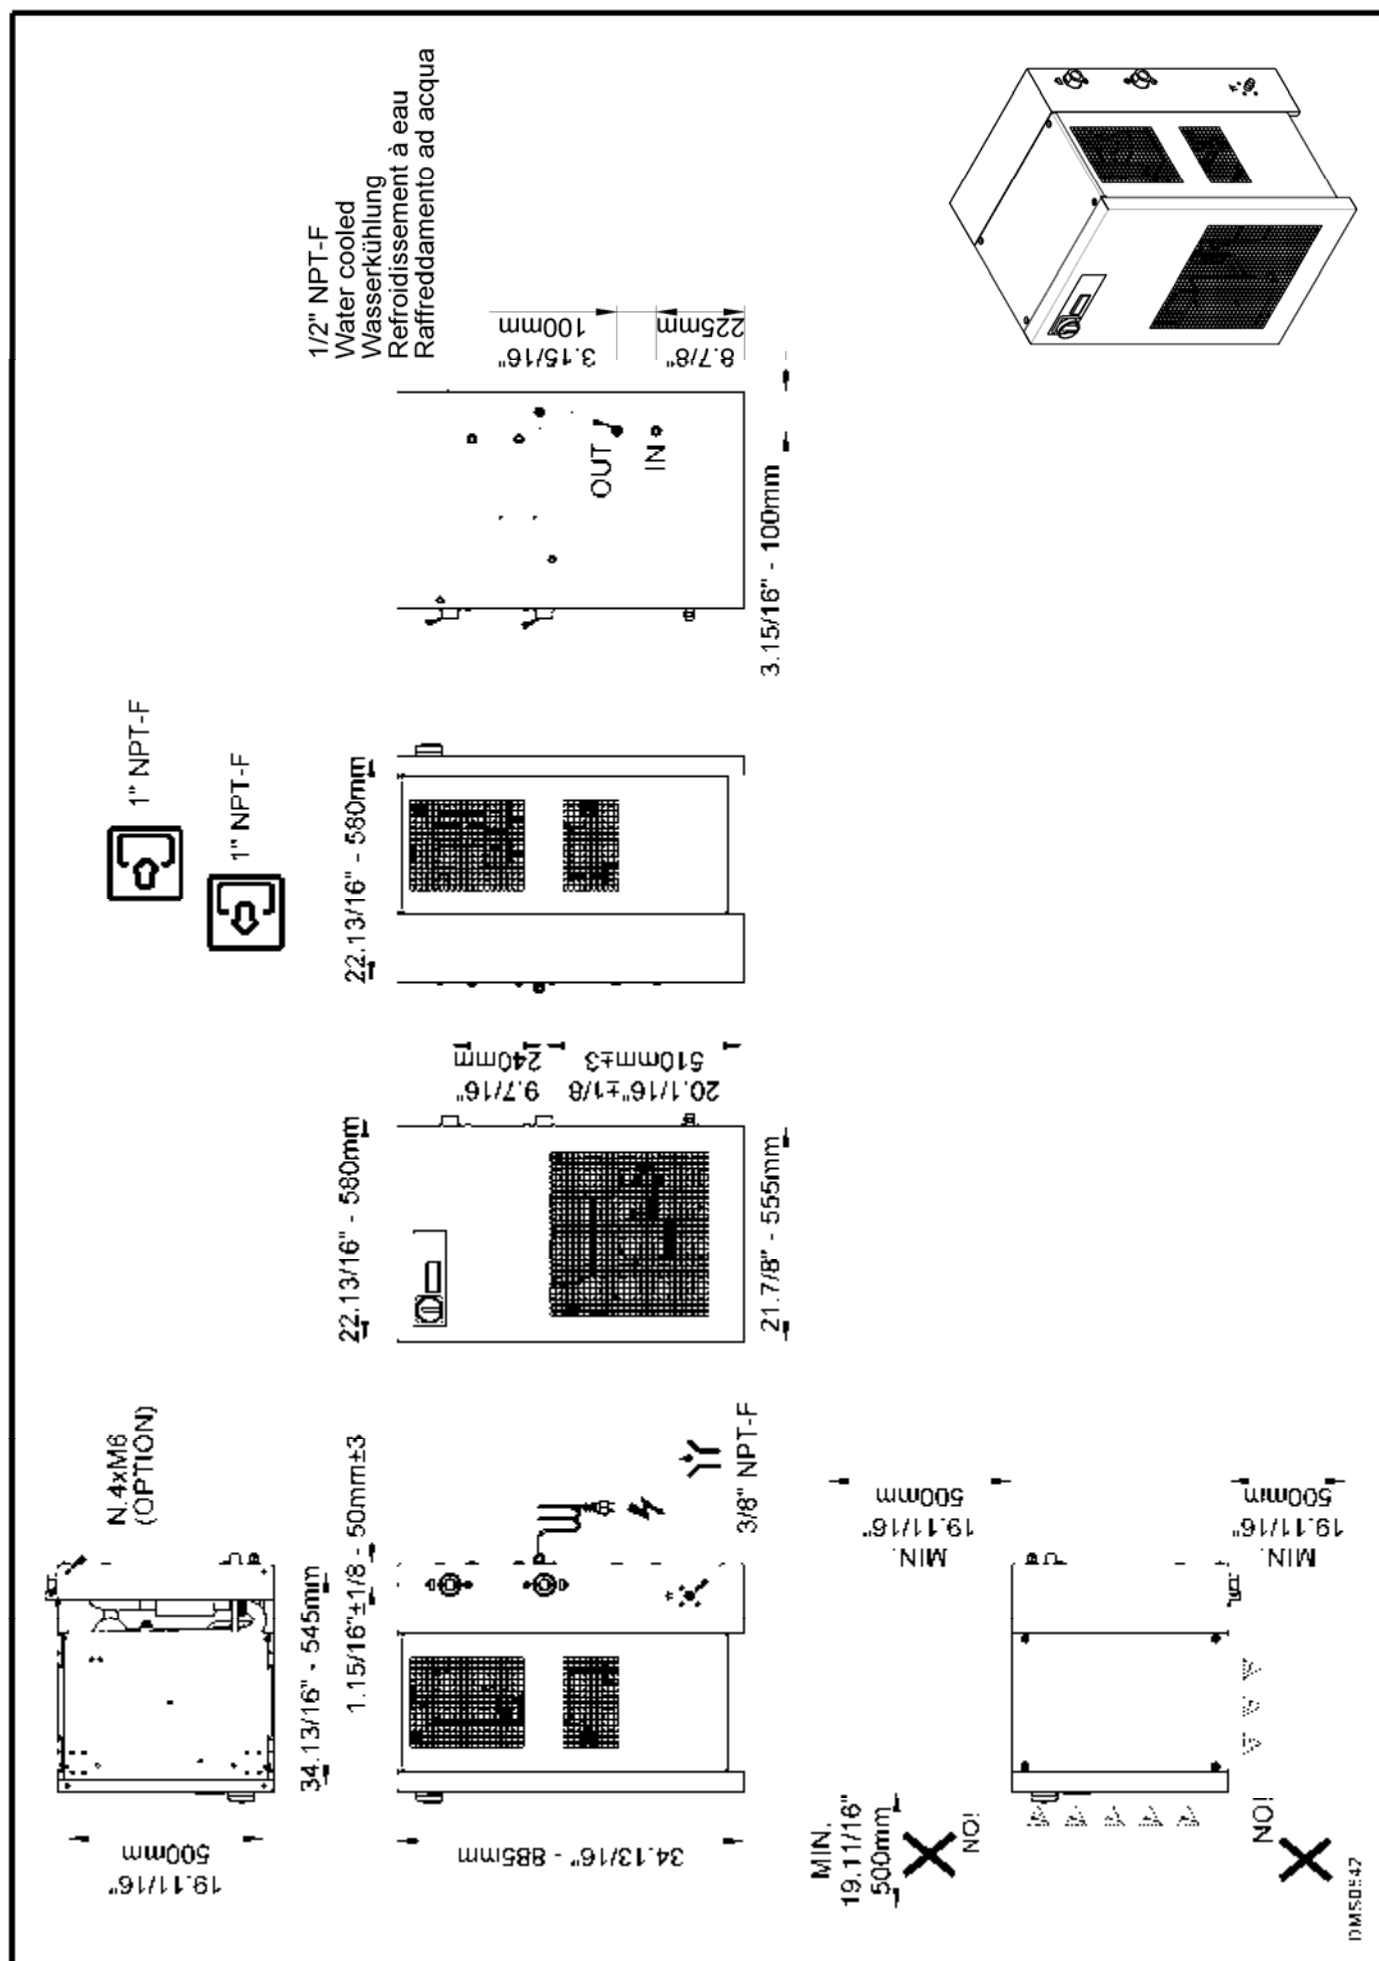 1/2" NPT-F
Water cooled
Wasserkühlung
Refroidissement à eau
Raffreddamento ad acqua
3.15/16"
100mm
8.7/8"
225mm
OUT
IN
3.15/16" - 100mm
1" NPT-F
1" NPT-F
22.13/16" - 580mm
9.7/16"
240mm
20.1/16"±1/8
510mm±3
22.13/16" - 580mm
21.7/8" - 555mm
N.4xM6
(OPTION)
34.13/16" - 545mm
19.11/16"
500mm
1.15/16"±1/8 - 50mm±3
3/8" NPT-F
34.13/16" - 885mm
MIN.
19.11/16"
500mm
MIN.
19.11/16"
500mm
MIN.
19.11/16"
500mm
NO!
NO!
DMS0547